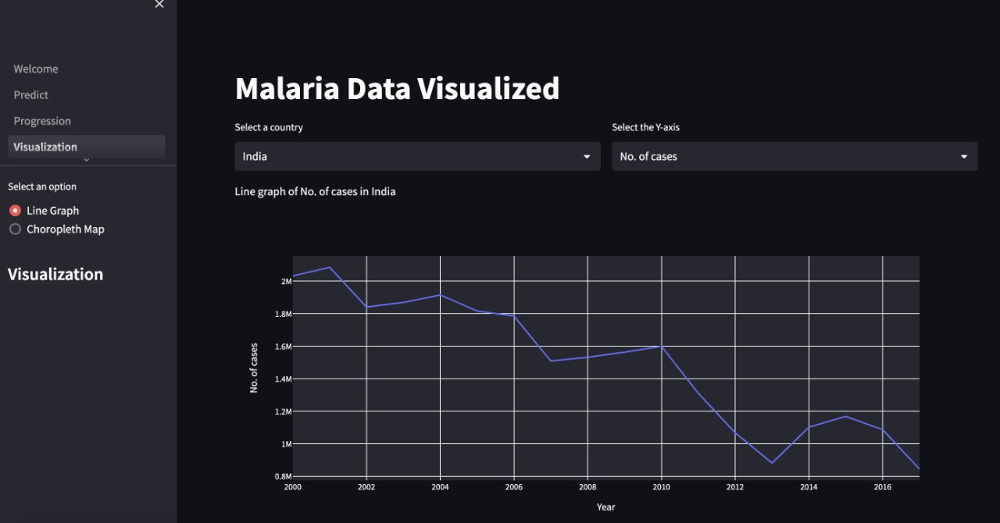 Welcome
Predict
Progression
Visualization
Select an option
Line Graph
Choropleth Map
Visualization
Malaria Data Visualized
Select a country
Select the Y-axis
India
No. of cases
Line graph of No. of cases in India
No. of cases
2M
1.8M
1.6M
1.4M
1.2M
1M
0.8M
2000 2002 2004 2006 2008 2010 2012 2014 2016
Year